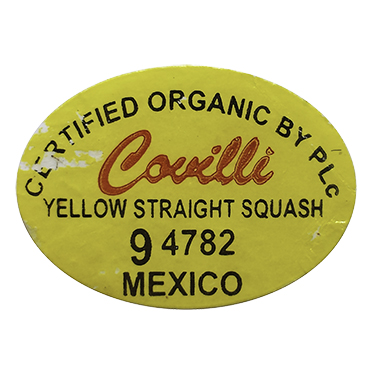 CERTIFIED ORGANIC BY PLc
Covilli
YELLOW STRAIGHT SQUASH
9 4782
MEXICO